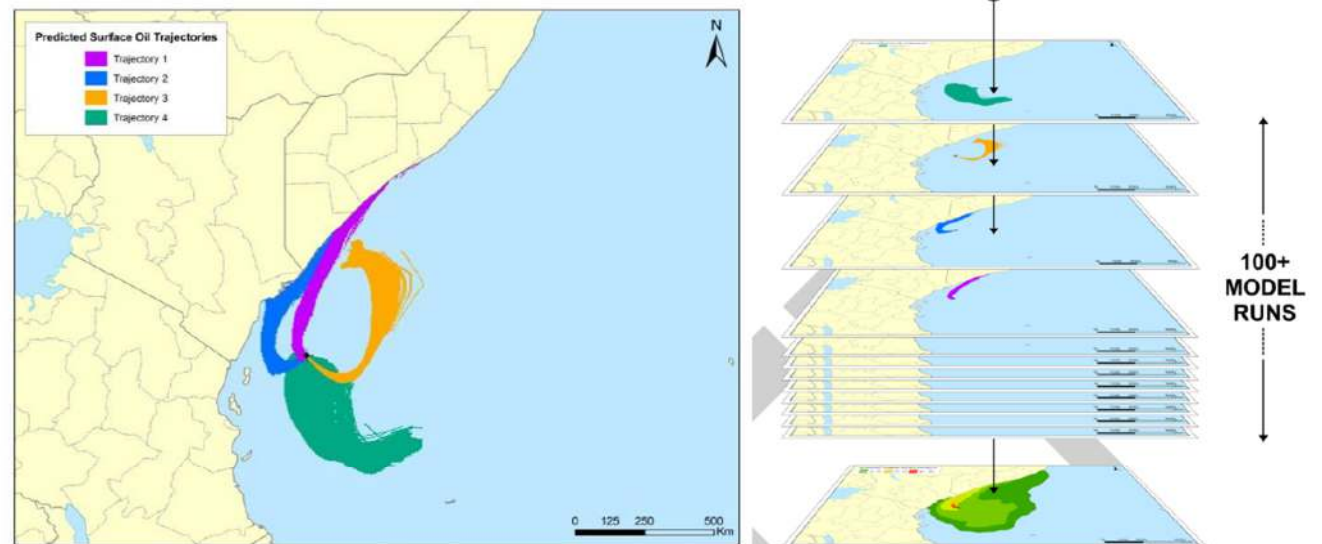 Predicted Surface Oil Trajectories
Trajectory 1
Trajectory 2
Trajectory 3
Trajectory 4
N
0 125 250 500
Km
100+
MODEL
RUNS